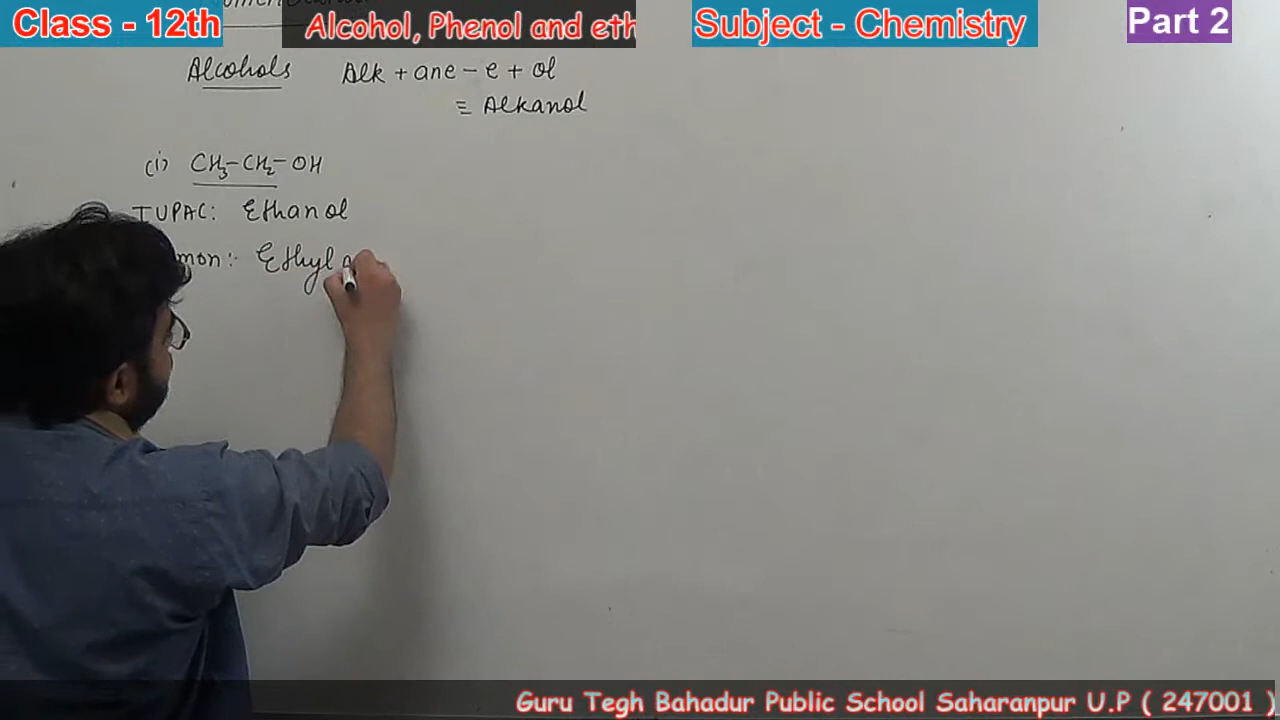 Class - 12th
Alcohol, Phenol and eth
Subject - Chemistry
Part 2
Alcohols Alk + ane - e + ol
≡ Alkanol
(i) CH3-CH2-OH
IUPAC: Ethanol
mon:- Ethyl a
Guru Tegh Bahadur Public School Saharanpur U.P ( 247001 )